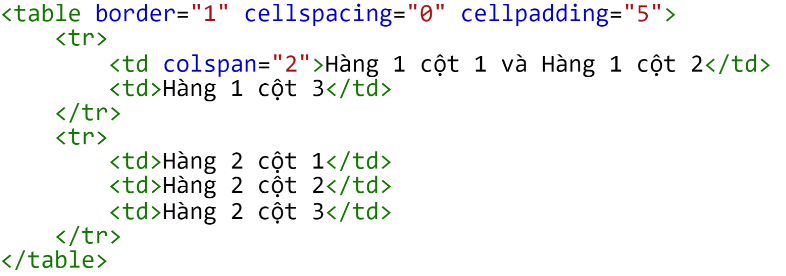 <table border="1" cellspacing="0" cellpadding="5">
    <tr>
        <td colspan="2">Hàng 1 cột 1 và Hàng 1 cột 2</td>
        <td>Hàng 1 cột 3</td>
    </tr>
    <tr>
        <td>Hàng 2 cột 1</td>
        <td>Hàng 2 cột 2</td>
        <td>Hàng 2 cột 3</td>
    </tr>
</table>